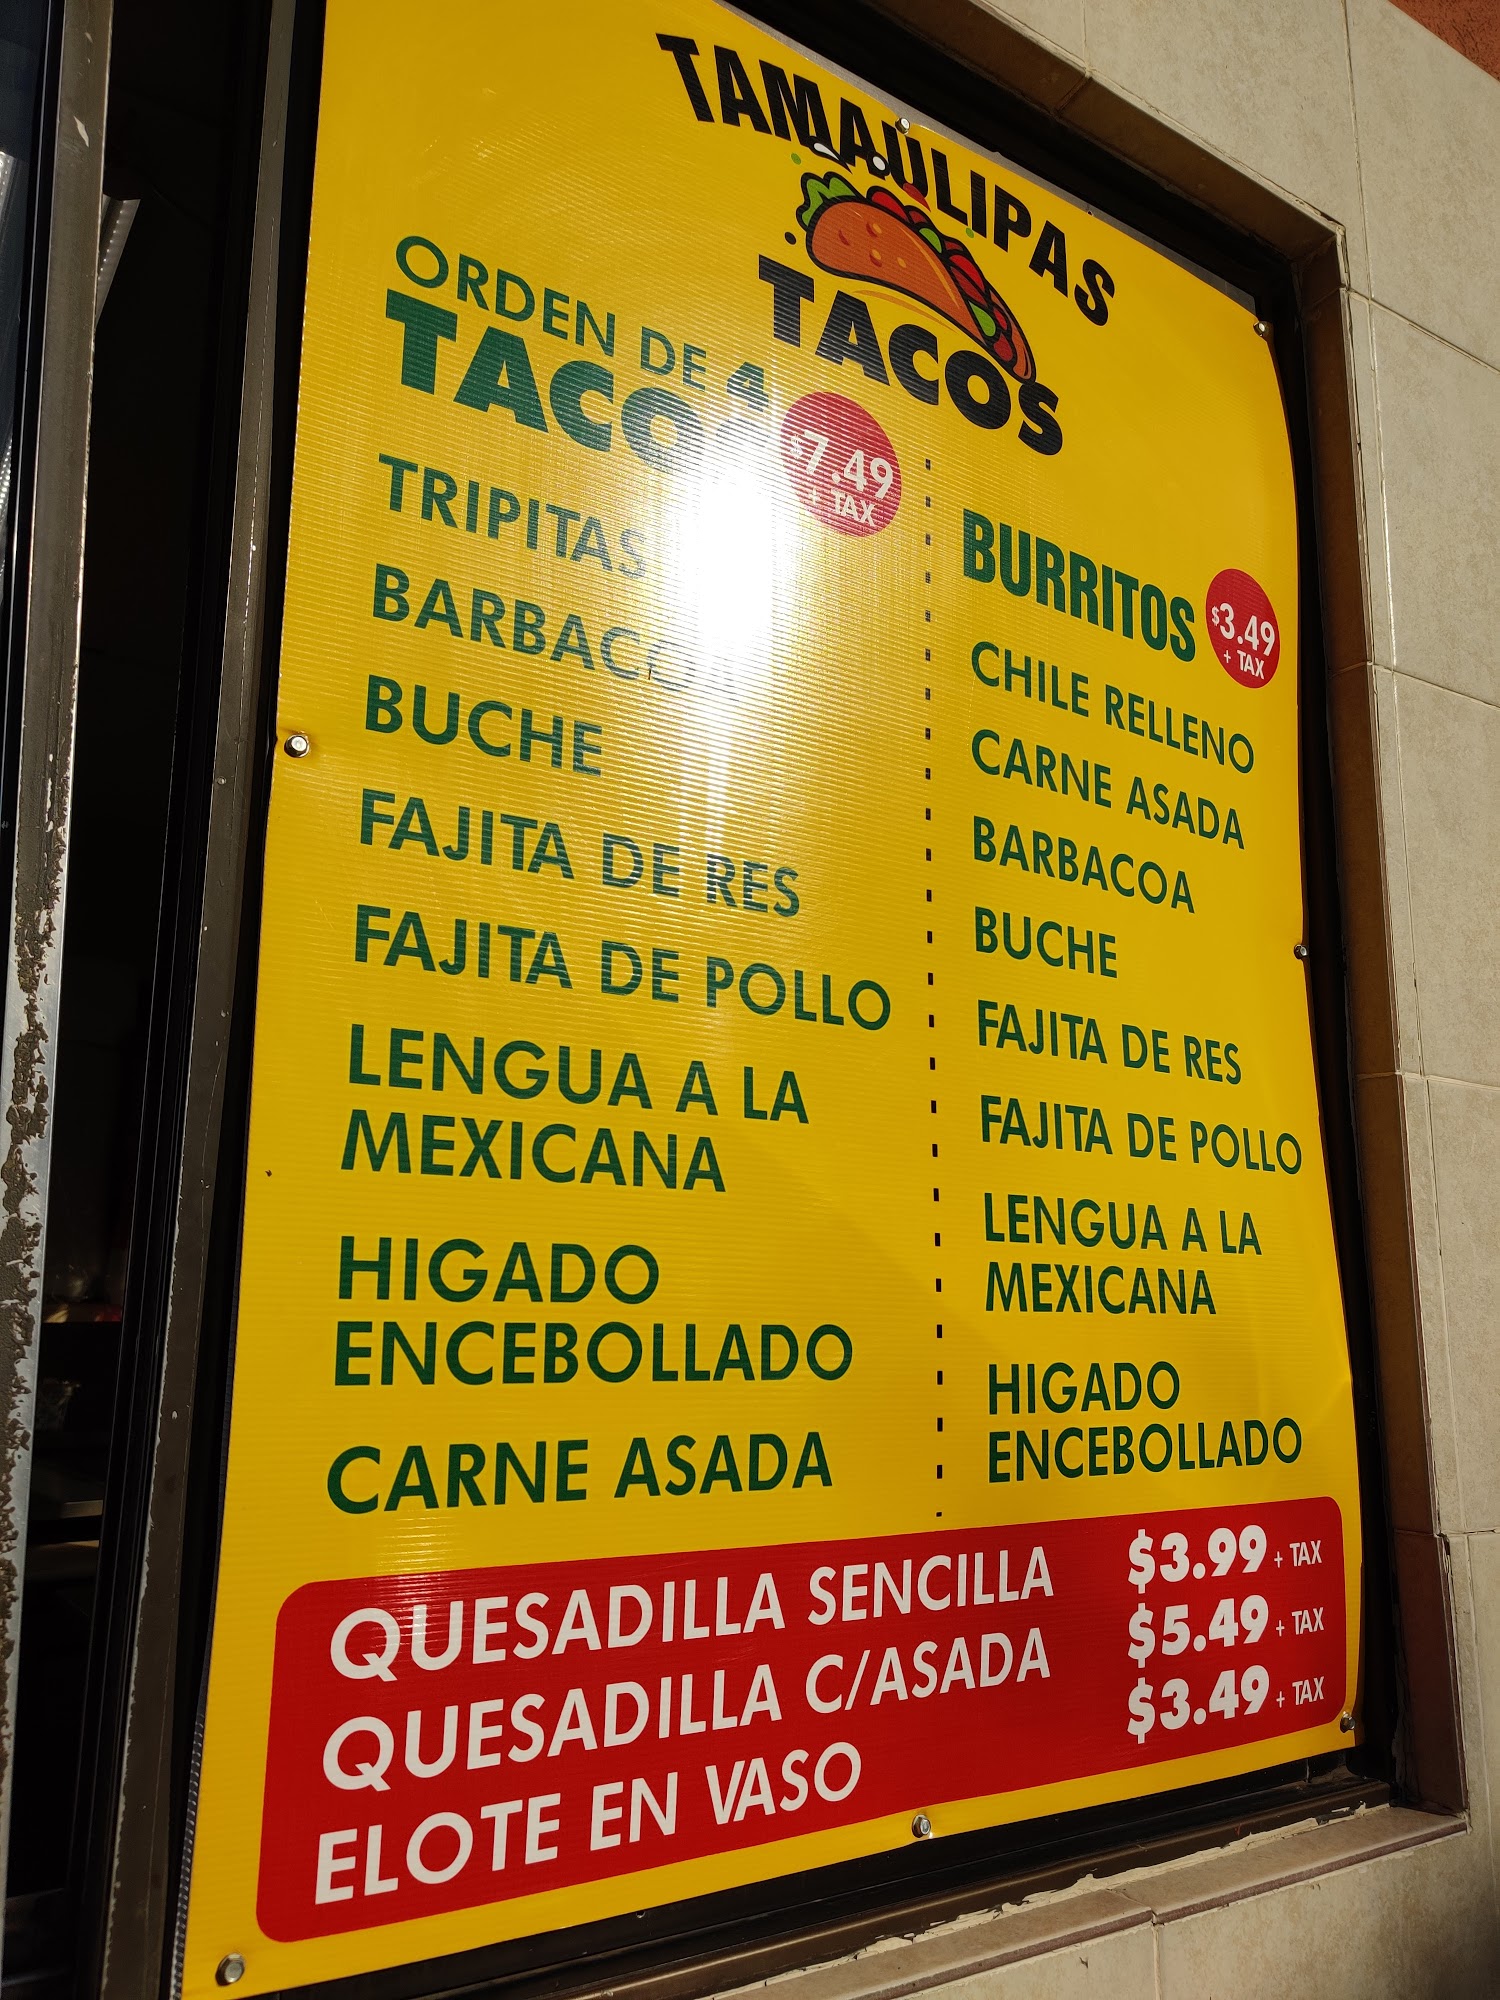 TAMAULIPAS
TACOS
ORDEN DE 4
TACOS
$7.49
+ TAX
TRIPITAS
BARBACOA
BUCHE
FAJITA DE RES
FAJITA DE POLLO
LENGUA A LA
MEXICANA
HIGADO
ENCEBOLLADO
CARNE ASADA
BURRITOS
$3.49
+ TAX
CHILE RELLENO
CARNE ASADA
BARBACOA
BUCHE
FAJITA DE RES
FAJITA DE POLLO
LENGUA A LA
MEXICANA
HIGADO
ENCEBOLLADO
QUESADILLA SENCILLA $3.99 + TAX
QUESADILLA C/ASADA $5.49 + TAX
ELOTE EN VASO $3.49 + TAX